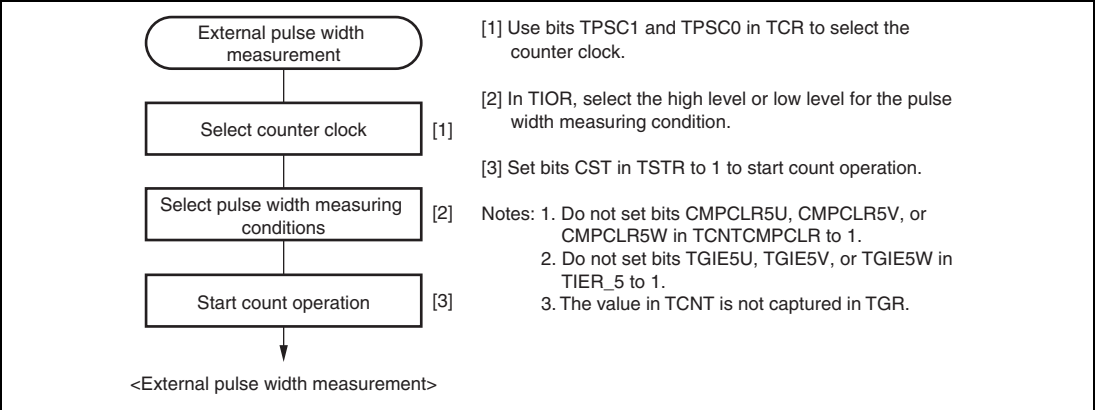 External pulse width
measurement
Select counter clock
[1]
Select pulse width measuring
conditions
[2]
Start count operation
[3]
<External pulse width measurement>
[1] Use bits TPSC1 and TPSC0 in TCR to select the
counter clock.
[2] In TIOR, select the high level or low level for the pulse
width measuring condition.
[3] Set bits CST in TSTR to 1 to start count operation.
Notes: 1. Do not set bits CMPCLR5U, CMPCLR5V, or
CMPCLR5W in TCNTCMPCLR to 1.
2. Do not set bits TGIE5U, TGIE5V, or TGIE5W in
TIER_5 to 1.
3. The value in TCNT is not captured in TGR.